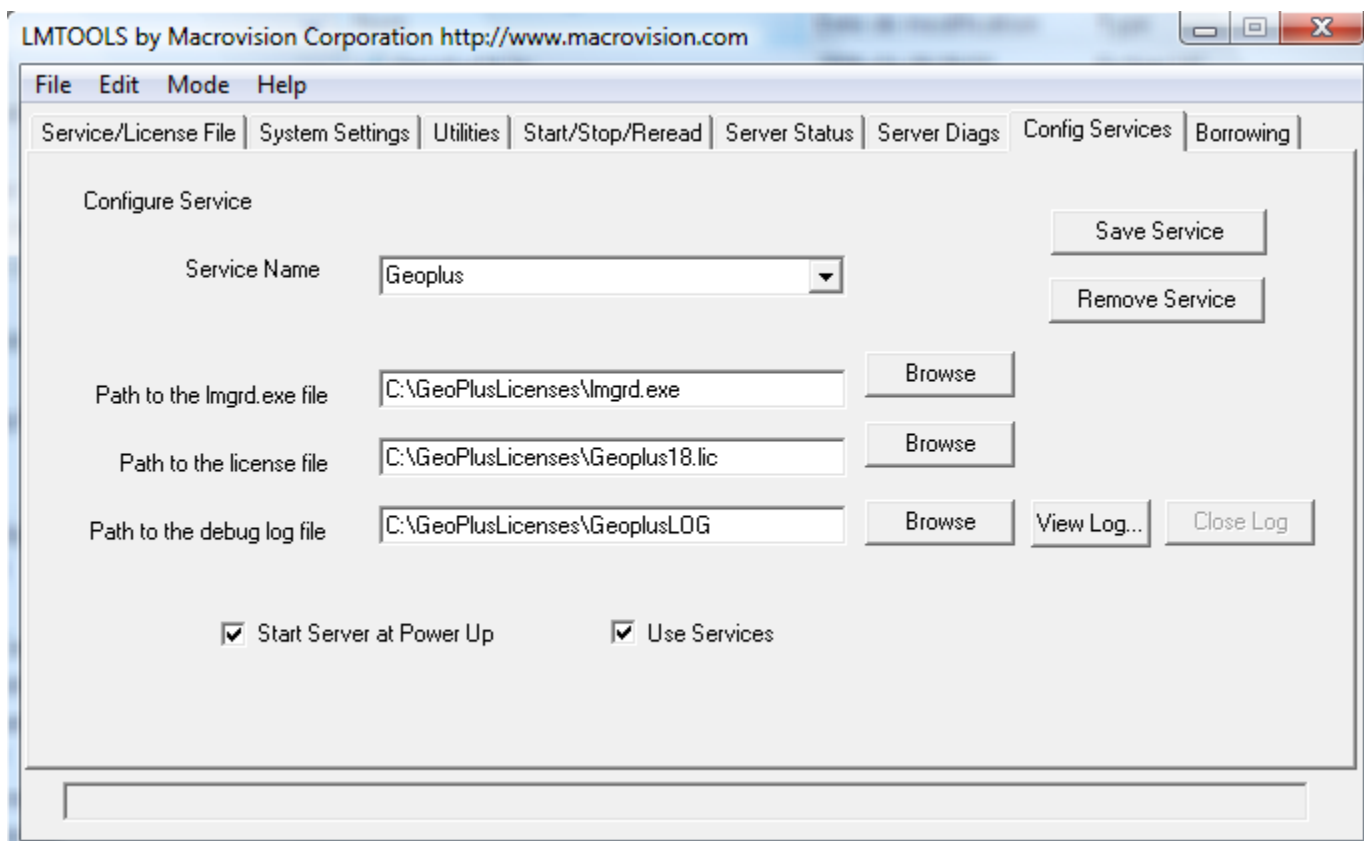 LMTOOLS by Macrovision Corporation http://www.macrovision.com
File Edit Mode Help
Service/License File System Settings Utilities Start/Stop/Reread Server Status Server Diags Config Services Borrowing
Configure Service
Save Service
Service Name Geoplus
Remove Service
Path to the lmgrd.exe file C:\GeoPlusLicenses\lmgrd.exe Browse
Path to the license file C:\GeoPlusLicenses\Geoplus18.lic Browse
Path to the debug log file C:\GeoPlusLicenses\GeoplusLOG Browse View Log... Close Log
Start Server at Power Up Use Services